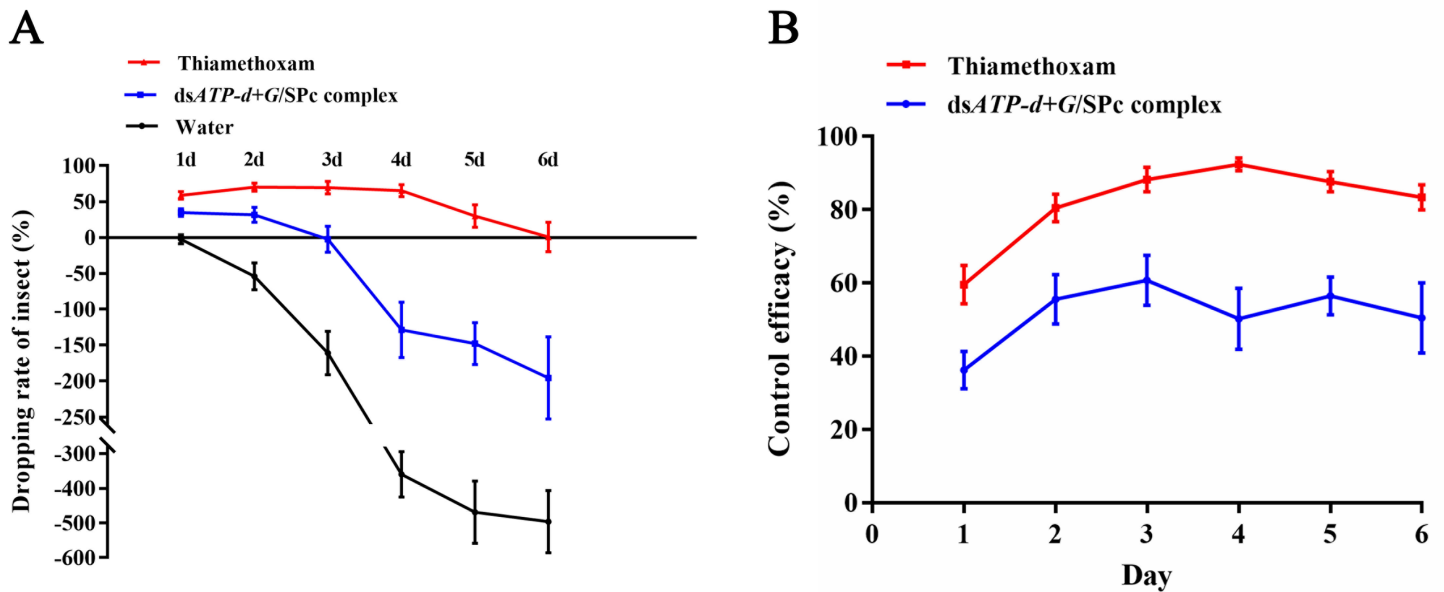 A
Thiamethoxam
dsATP-d+G/SPc complex
Water
1d 2d 3d 4d 5d 6d
100
50
0
-50
-100
-150
-200
-250
-300
-400
-500
-600
Dropping rate of insect (%)
B
Thiamethoxam
dsATP-d+G/SPc complex
100
80
60
40
20
0
Control efficacy (%)
0 1 2 3 4 5 6
Day